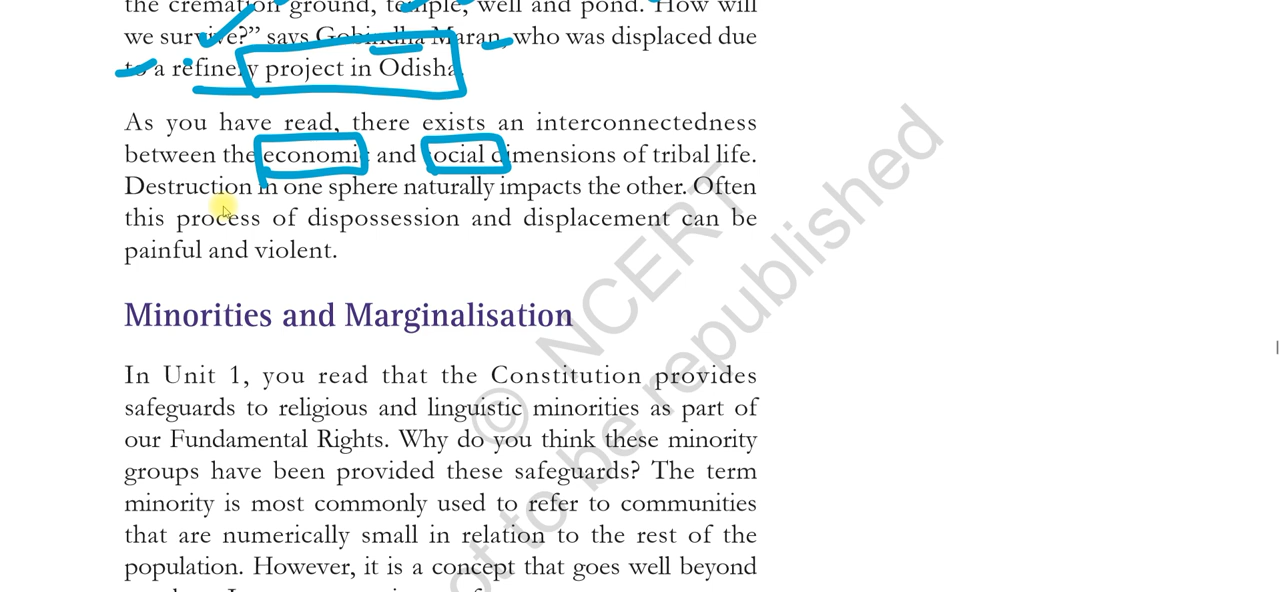 the cremation ground, temple, well and pond. How will
we survive?” says Gobindha Maran, who was displaced due
to a refinery project in Odisha.
As you have read, there exists an interconnectedness
between the economic and social dimensions of tribal life.
Destruction in one sphere naturally impacts the other. Often
this process of dispossession and displacement can be
painful and violent.
Minorities and Marginalisation
In Unit 1, you read that the Constitution provides
safeguards to religious and linguistic minorities as part of
our Fundamental Rights. Why do you think these minority
groups have been provided these safeguards? The term
minority is most commonly used to refer to communities
that are numerically small in relation to the rest of the
population. However, it is a concept that goes well beyond
© NCERT
not to be republished